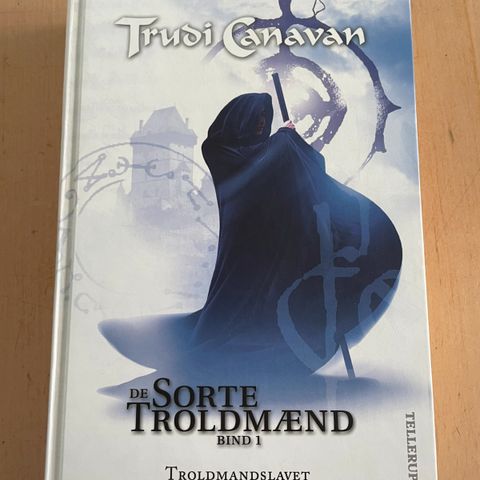 Trudi Canavan
DE SORTE
TROLDMÆND
BIND 1
TROLDMANDSLAVET
TELLERUP